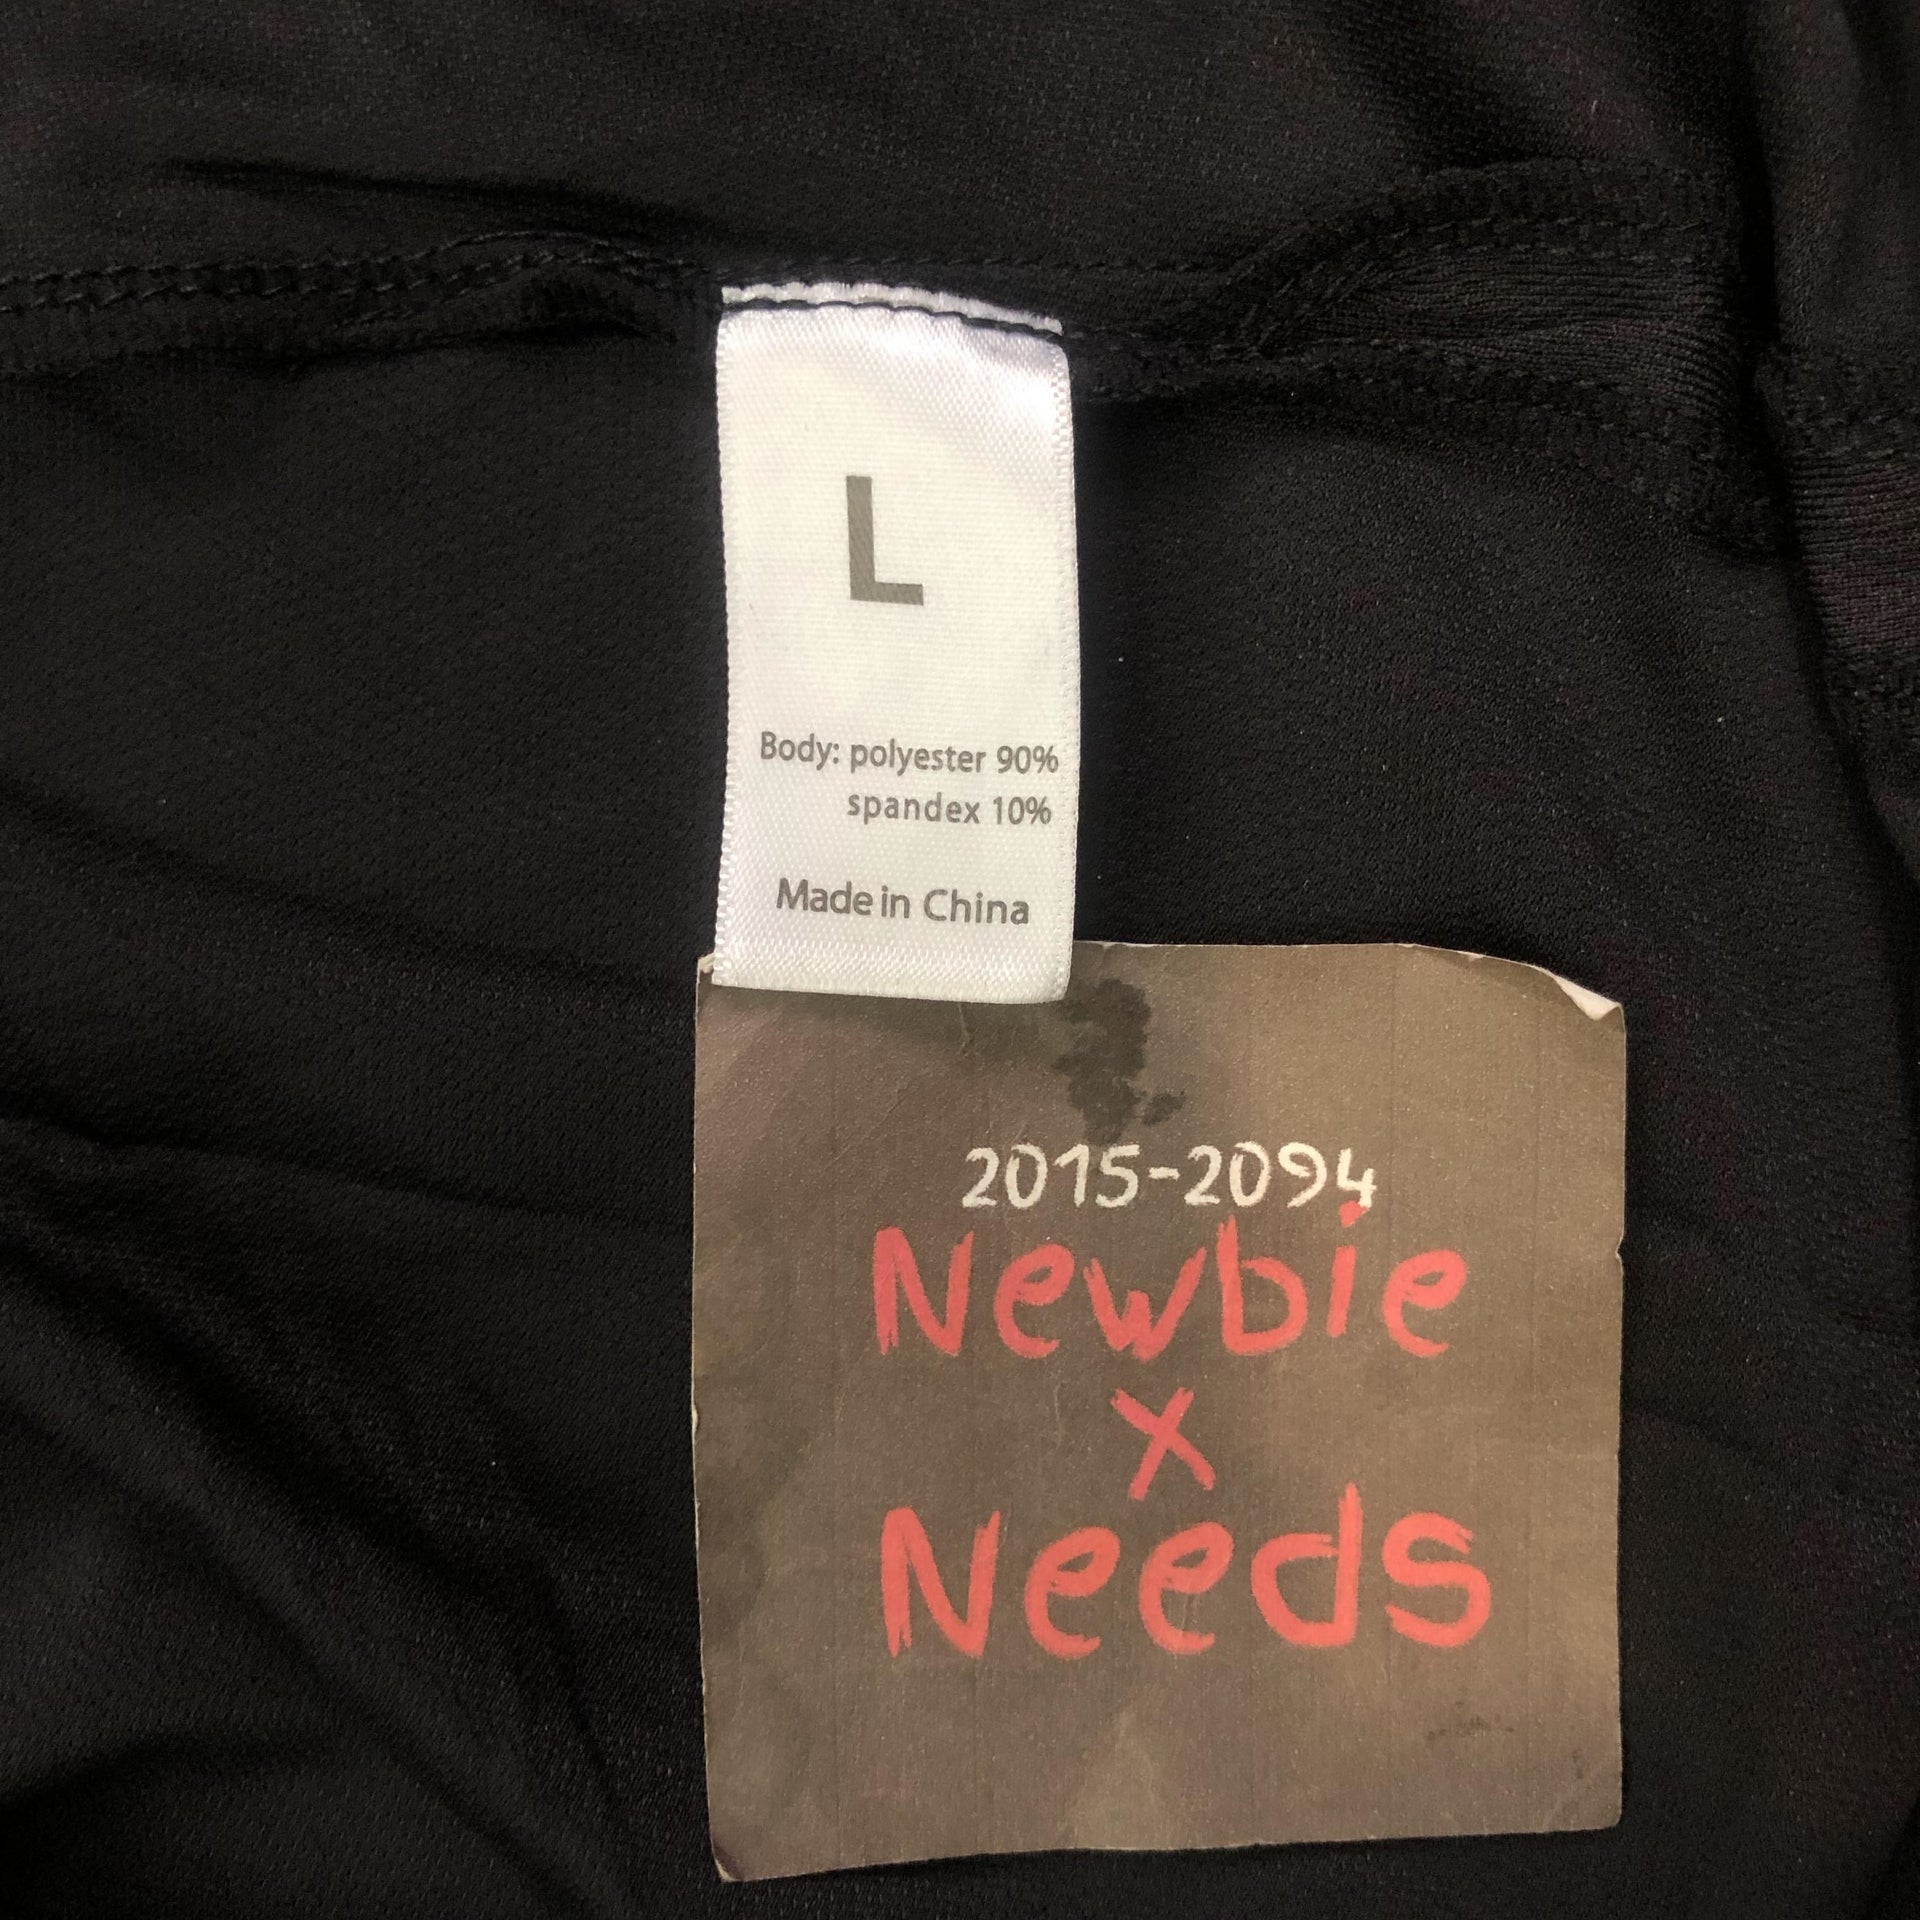 L
Body: polyester 90%
spandex 10%
Made in China
2015-2094
Newbie
x
Needs